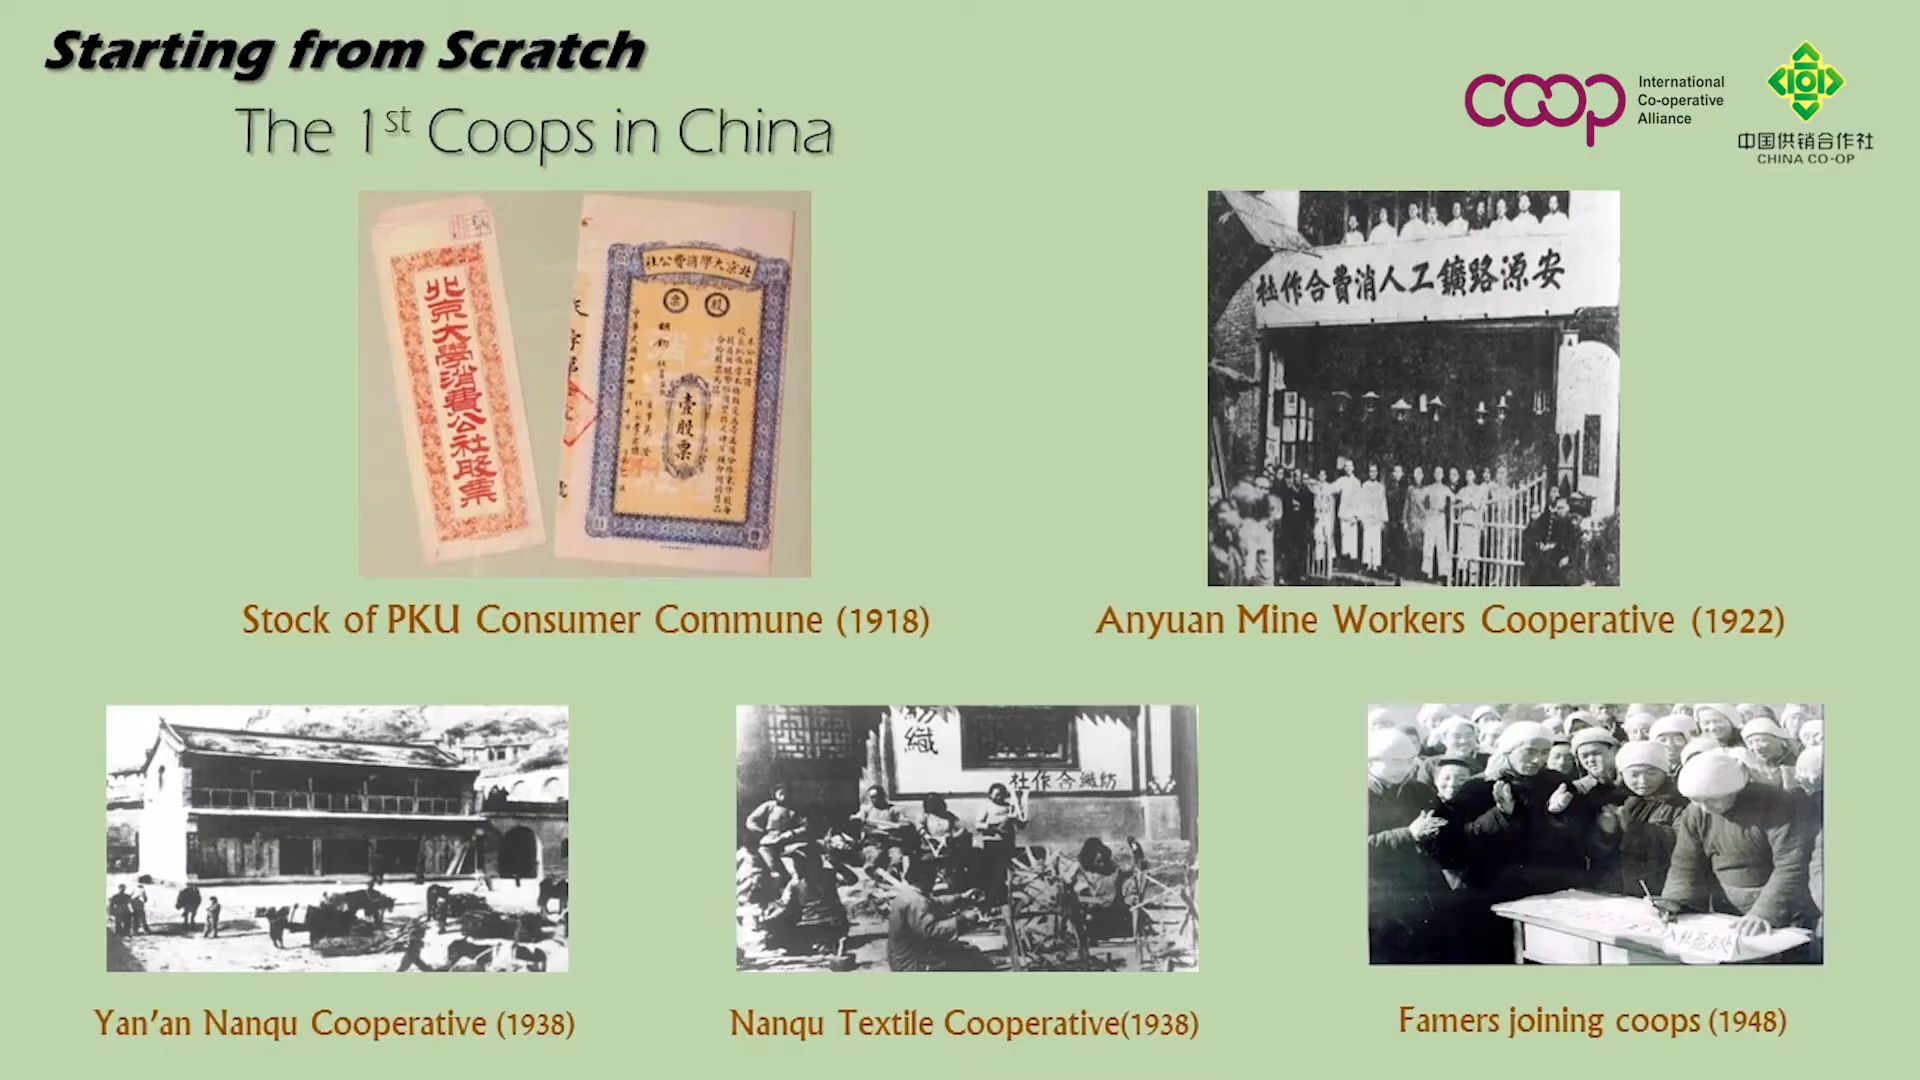 Starting from Scratch
The 1st Coops in China
coop
International
Co-operative
Alliance
中国供销合作社
CHINA CO-OP
北京大學消費公社股票
社公費消學大京北
票 股
壹股票
社作合費消人工鑛路源安
Stock of PKU Consumer Commune (1918)
Anyuan Mine Workers Cooperative (1922)
織
社作合織紡
Yan'an Nanqu Cooperative (1938)
Nanqu Textile Cooperative(1938)
Famers joining coops (1948)